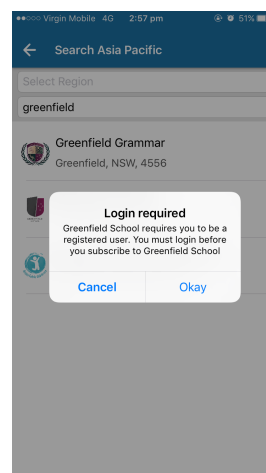 Virgin Mobile 4G 2:57 pm 51%
Search Asia Pacific
Select Region
greenfield
Greenfield Grammar
Greenfield, NSW, 4556
Login required
Greenfield School requires you to be a
registered user. You must login before
you subscribe to Greenfield School
Cancel Okay